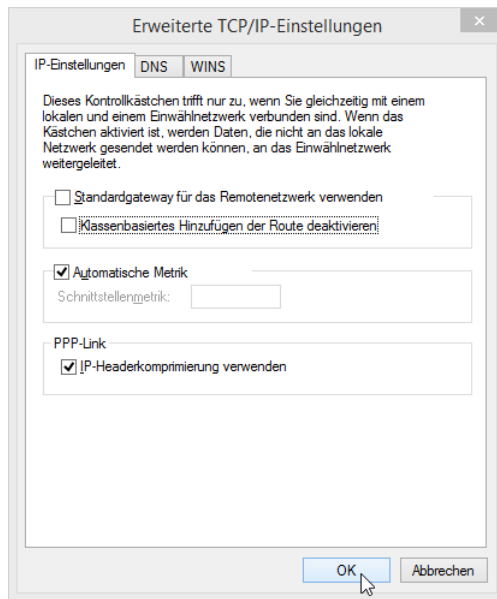 Erweiterte TCP/IP-Einstellungen
IP-Einstellungen DNS WINS
Dieses Kontrollkästchen trifft nur zu, wenn Sie gleichzeitig mit einem
lokalen und einem Einwählnetzwerk verbunden sind. Wenn das
Kästchen aktiviert ist, werden Daten, die nicht an das lokale
Netzwerk gesendet werden können, an das Einwählnetzwerk
weitergeleitet.
Standardgateway für das Remotenetzwerk verwenden
Klassenbasiertes Hinzufügen der Route deaktivieren
Automatische Metrik
Schnittstellenmetrik:
PPP-Link
IP-Headerkomprimierung verwenden
OK Abbrechen